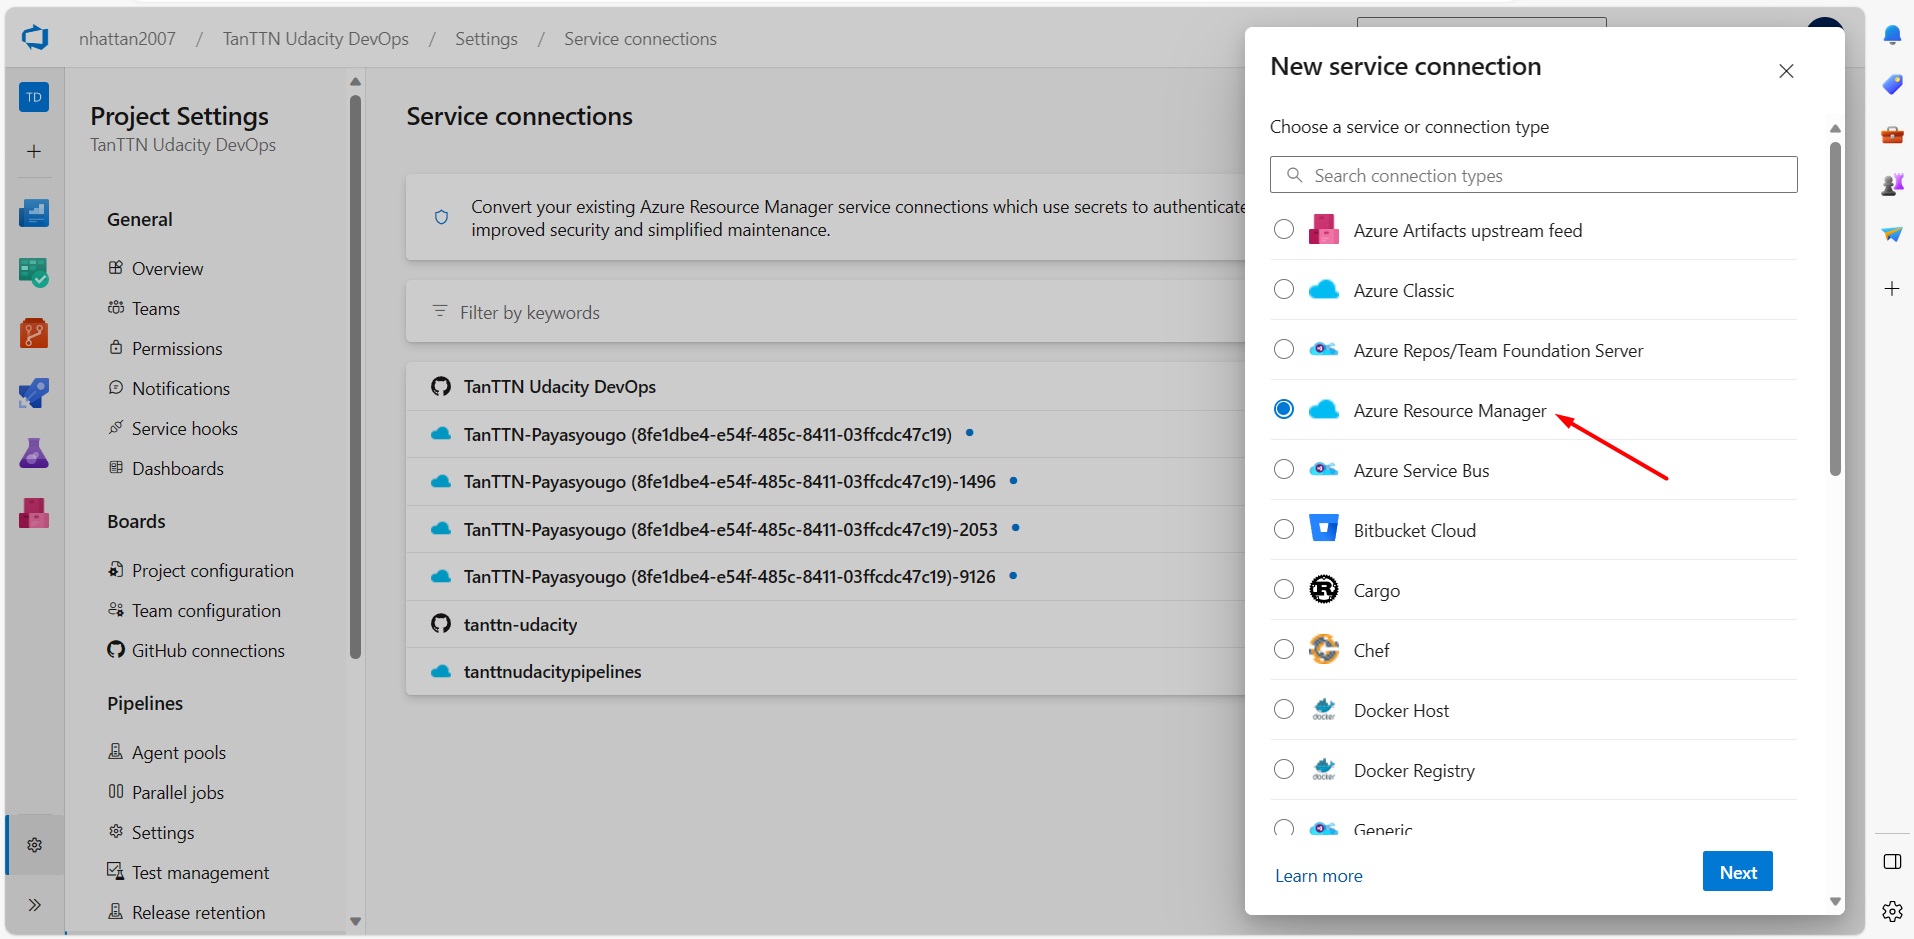 nhattan2007 / TanTTN Udacity DevOps / Settings / Service connections
TD
Project Settings
TanTTN Udacity DevOps
General
Overview
Teams
Permissions
Notifications
Service hooks
Dashboards
Boards
Project configuration
Team configuration
GitHub connections
Pipelines
Agent pools
Parallel jobs
Settings
Test management
Release retention
Service connections
Convert your existing Azure Resource Manager service connections which use secrets to authenticate
improved security and simplified maintenance.
Filter by keywords
TanTTN Udacity DevOps
TanTTN-Payasyougo (8fe1dbe4-e54f-485c-8411-03ffcdc47c19)
TanTTN-Payasyougo (8fe1dbe4-e54f-485c-8411-03ffcdc47c19)-1496
TanTTN-Payasyougo (8fe1dbe4-e54f-485c-8411-03ffcdc47c19)-2053
TanTTN-Payasyougo (8fe1dbe4-e54f-485c-8411-03ffcdc47c19)-9126
tanttn-udacity
tanttnudacitypipelines
New service connection
Choose a service or connection type
Search connection types
Azure Artifacts upstream feed
Azure Classic
Azure Repos/Team Foundation Server
Azure Resource Manager
Azure Service Bus
Bitbucket Cloud
Cargo
Chef
docker
Docker Host
docker
Docker Registry
Generic
Learn more
Next